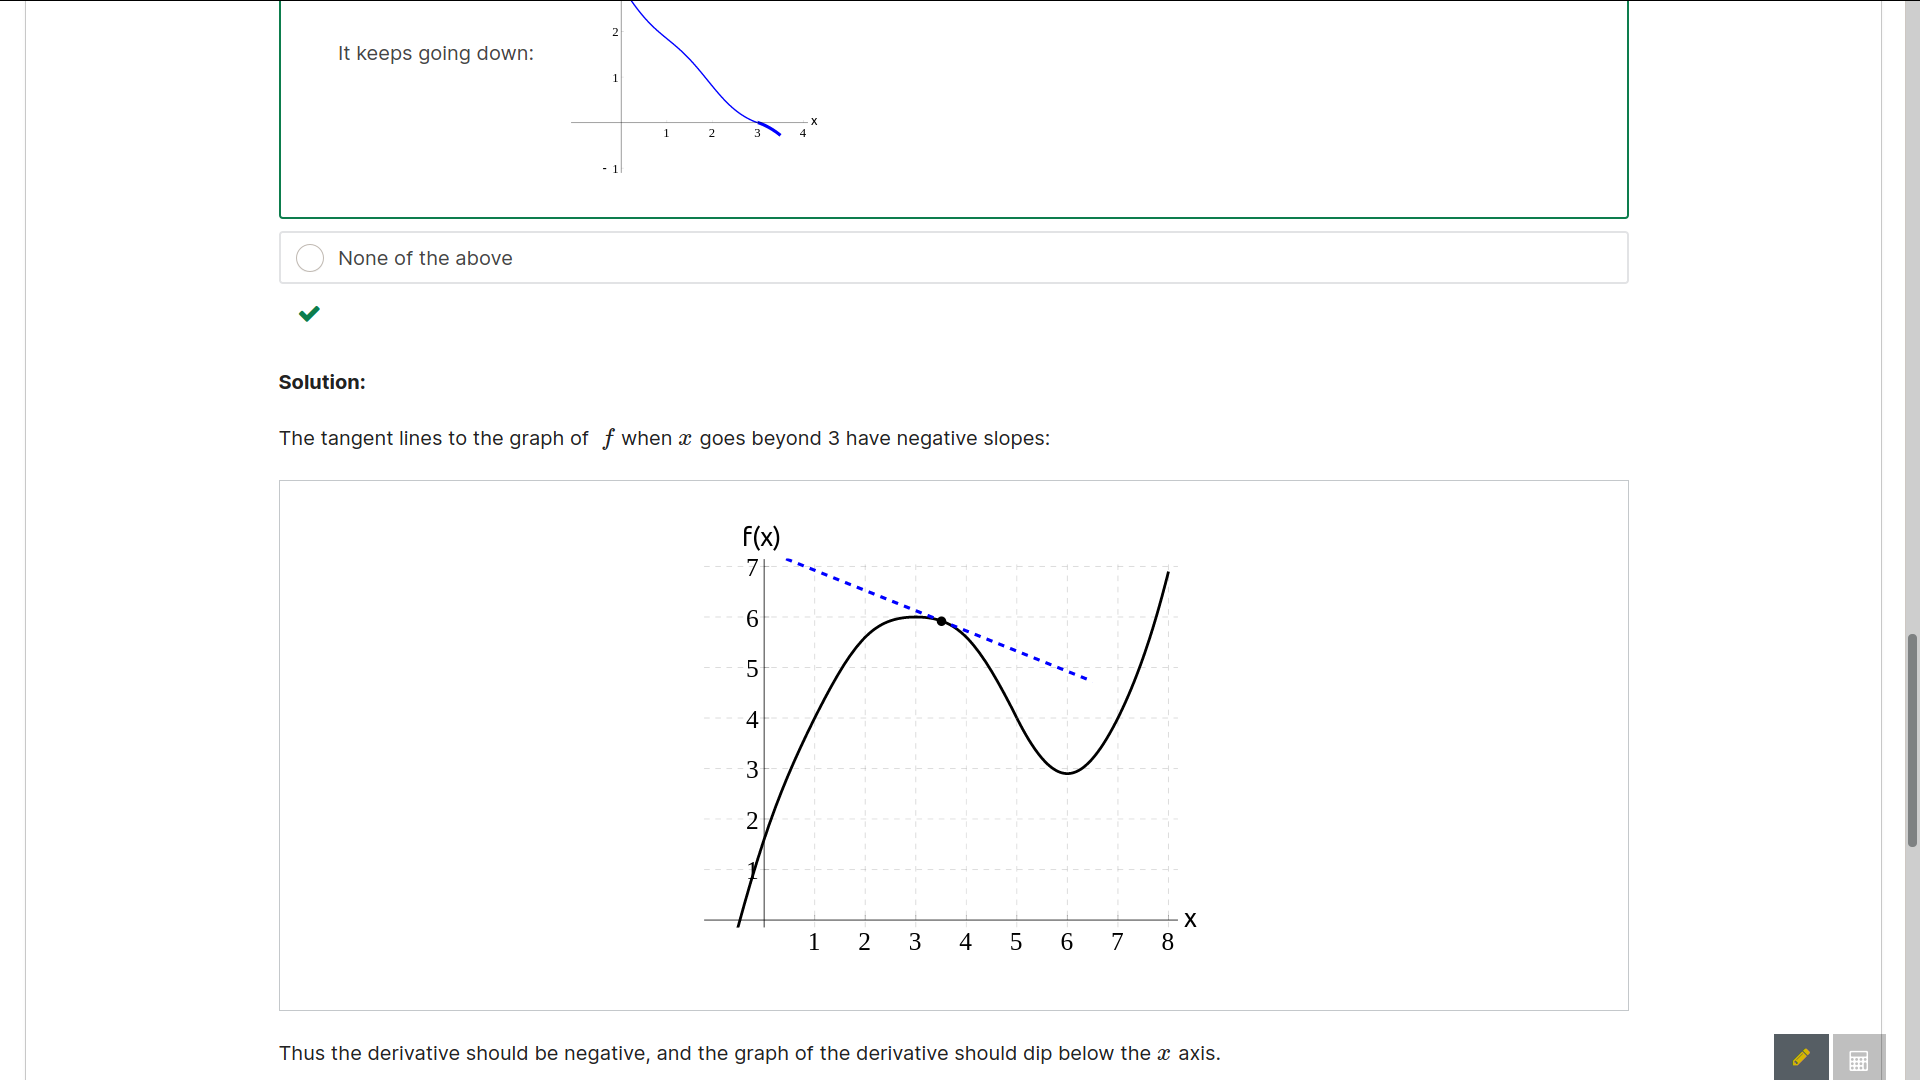 2
It keeps going down:
1
x
1 2 3 4
- 1
None of the above
Solution:
The tangent lines to the graph of f when x goes beyond 3 have negative slopes:
f(x)
7
6
5
4
3
2
1
x
1 2 3 4 5 6 7 8
Thus the derivative should be negative, and the graph of the derivative should dip below the x axis.